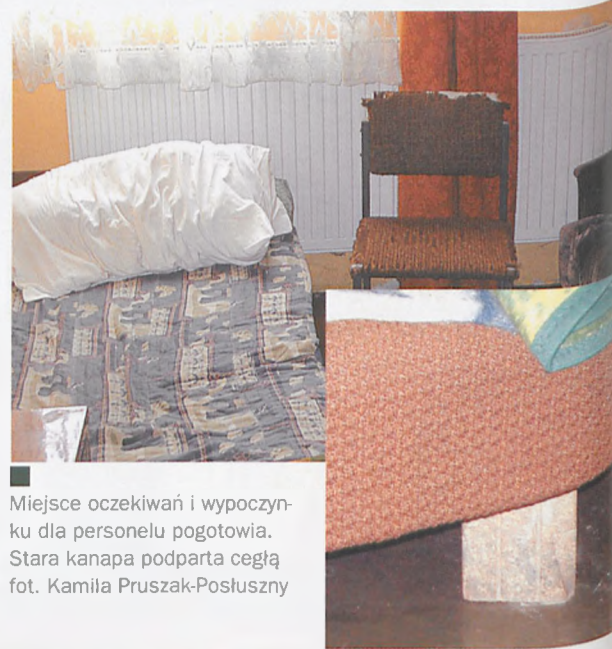 Miejsce oczekiwań i wypoczyn-
ku dla personelu pogotowia.
Stara kanapa podparta cegłą
fot. Kamila Pruszak-Posłuszny